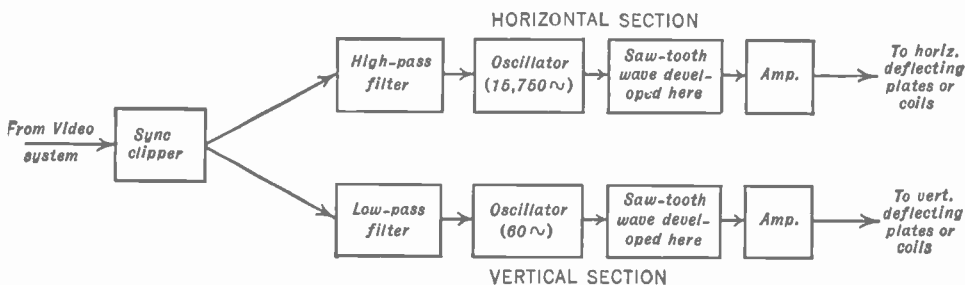 HORIZONTAL SECTION
From Video
system
Sync
clipper
High-pass
filter
Oscillator
(15,750∿)
Saw-tooth
wave devel-
oped here
Amp.
To horiz.
deflecting
plates or
coils
Low-pass
filter
Oscillator
(60∿)
Saw-tooth
wave devel-
oped here
Amp.
To vert.
deflecting
plates or
coils
VERTICAL SECTION